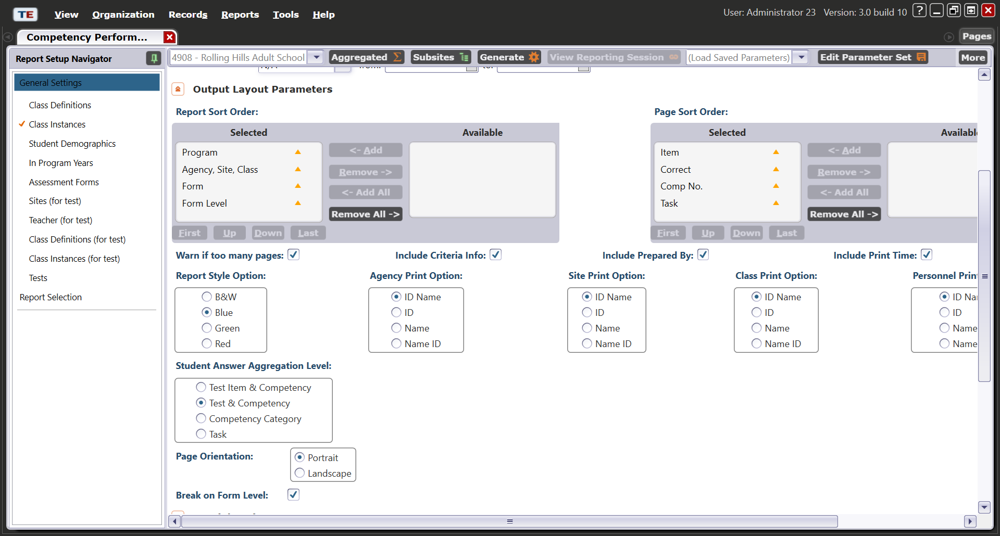 TE View Organization Records Reports Tools Help User: Administrator 23 Version: 3.0 build 10 ?
Competency Perform... Pages
Report Setup Navigator
4908 - Rolling Hills Adult School Aggregated Subsites Generate View Reporting Session (Load Saved Parameters) Edit Parameter Set More
General Settings
Class Definitions
Class Instances
Student Demographics
In Program Years
Assessment Forms
Sites (for test)
Teacher (for test)
Class Definitions (for test)
Class Instances (for test)
Tests
Report Selection
N/A from: to:
Output Layout Parameters
Report Sort Order:
Selected Available
Program
Agency, Site, Class
Form
Form Level
<- Add
Remove ->
<- Add All
Remove All ->
First Up Down Last
Page Sort Order:
Selected Available
Item
Correct
Comp No.
Task
<- Add
Remove ->
<- Add All
Remove All ->
First Up Down Last
Warn if too many pages: Include Criteria Info: Include Prepared By: Include Print Time:
Report Style Option:
B&W
Blue
Green
Red
Agency Print Option:
ID Name
ID
Name
Name ID
Site Print Option:
ID Name
ID
Name
Name ID
Class Print Option:
ID Name
ID
Name
Name ID
Personnel Prin
ID Na
ID
Name
Name
Student Answer Aggregation Level:
Test Item & Competency
Test & Competency
Competency Category
Task
Page Orientation:
Portrait
Landscape
Break on Form Level: